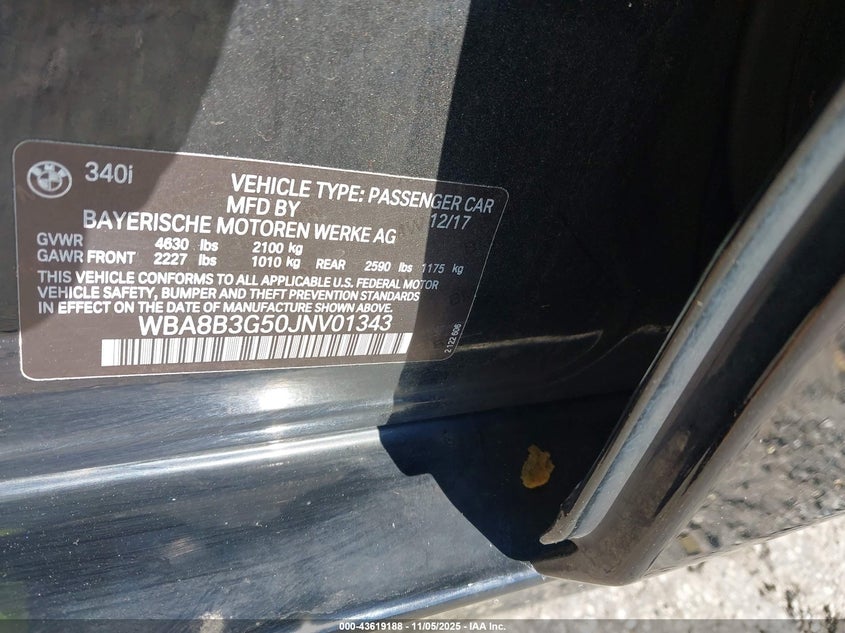 340i
VEHICLE TYPE: PASSENGER CAR
MFD BY 12/17
BAYERISCHE MOTOREN WERKE AG
GVWR 4630 lbs 2100 kg
GAWR FRONT 2227 lbs 1010 kg REAR 2590 lbs 1175 kg
THIS VEHICLE CONFORMS TO ALL APPLICABLE U.S. FEDERAL MOTOR
VEHICLE SAFETY, BUMPER AND THEFT PREVENTION STANDARDS
IN EFFECT ON THE DATE OF MANUFACTURE SHOWN ABOVE.
WBA8B3G50JNV01343
2 122 606
000-43619188 - 11/05/2025 - IAA, Inc.